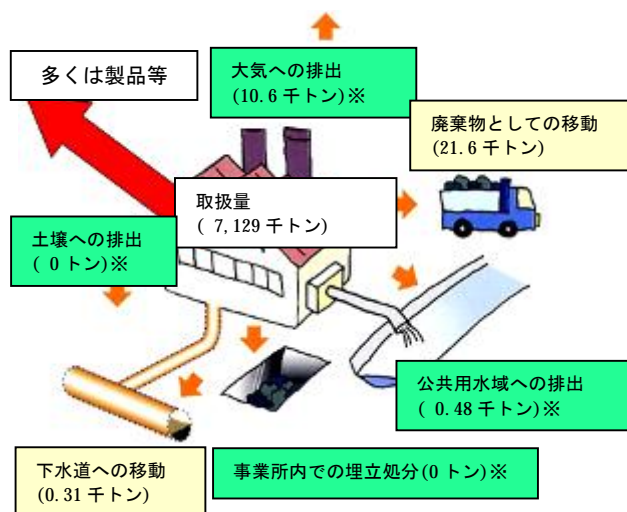 多くは製品等
大気への排出
(10.6 千トン)※
廃棄物としての移動
(21.6 千トン)
取扱量
( 7,129 千トン)
土壌への排出
( 0 トン)※
公共用水域への排出
( 0.48 千トン)※
下水道への移動
(0.31 千トン)
事業所内での埋立処分(0 トン)※